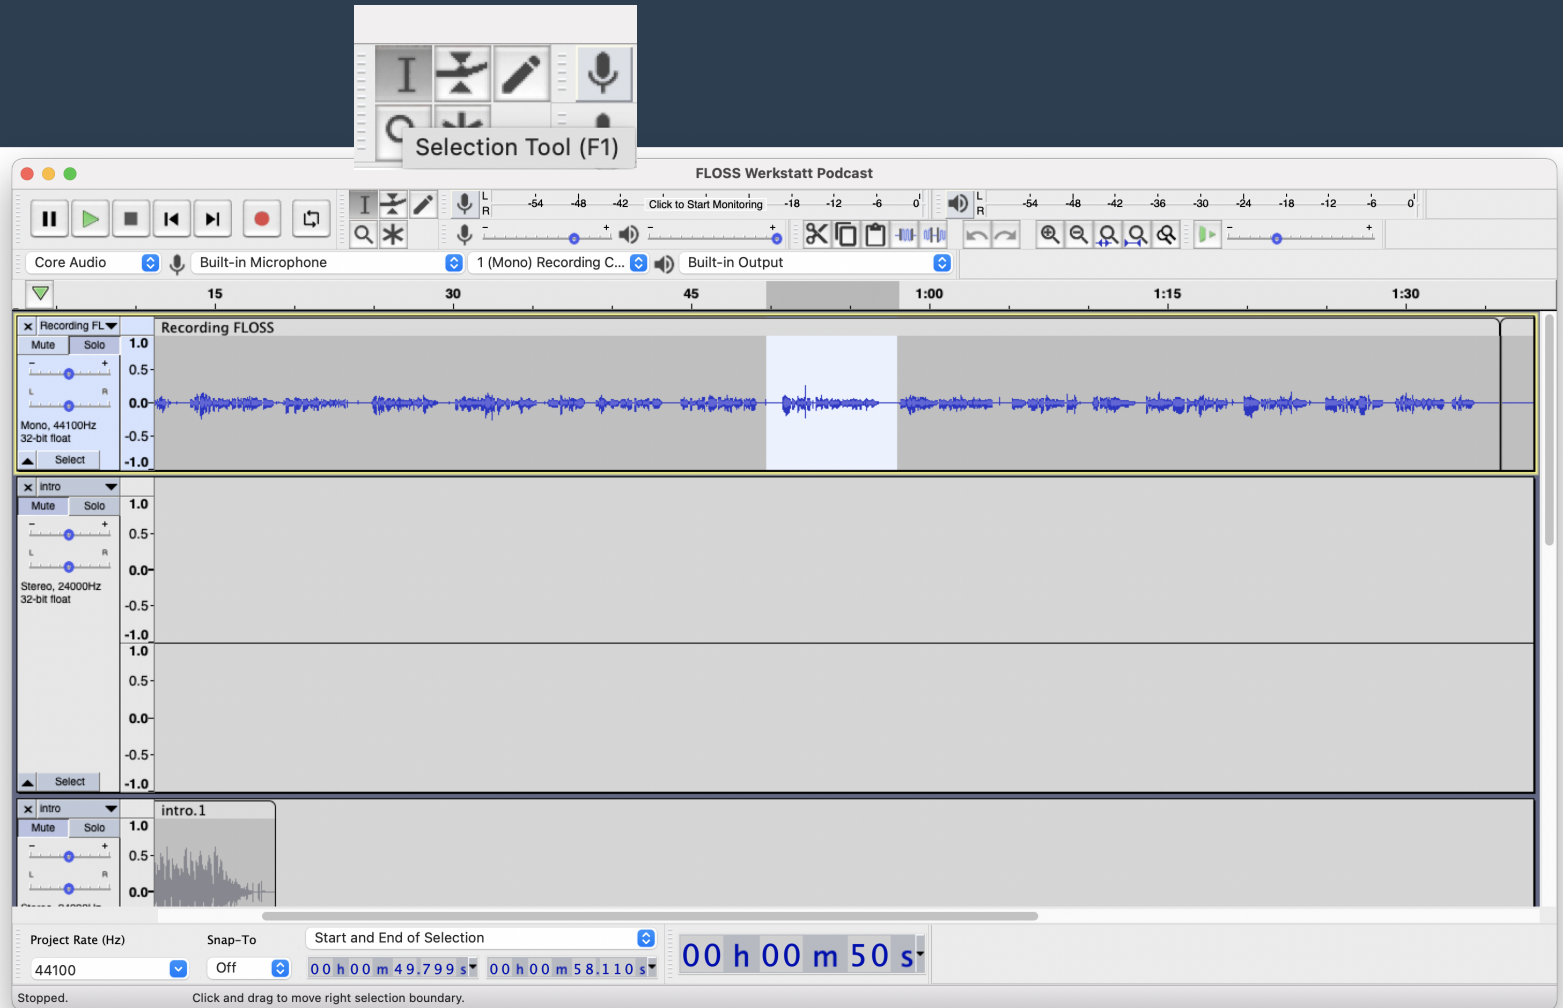 Selection Tool (F1)
FLOSS Werkstatt Podcast
L
R
-54 -48 -42 Click to Start Monitoring -18 -12 -6 0
L
R
-54 -48 -42 -36 -30 -24 -18 -12 -6 0
- +
- +
- +
Core Audio
Built-in Microphone
1 (Mono) Recording C...
Built-in Output
15 30 45 1:00 1:15 1:30
× Recording FL
Recording FLOSS
Mute Solo
- +
L R
Mono, 44100Hz
32-bit float
Select
1.0
0.5-
0.0-
-0.5-
-1.0
× intro
Mute Solo
- +
L R
Stereo, 24000Hz
32-bit float
Select
1.0
0.5-
0.0-
-0.5-
-1.0
1.0
0.5-
0.0-
-0.5-
-1.0
× intro
intro.1
Mute Solo
- +
L R
1.0
0.5-
0.0-
Project Rate (Hz)
44100
Snap-To
Off
Start and End of Selection
00 h 00 m 49.799 s
00 h 00 m 58.110 s
00 h 00 m 50 s
Stopped.
Click and drag to move right selection boundary.